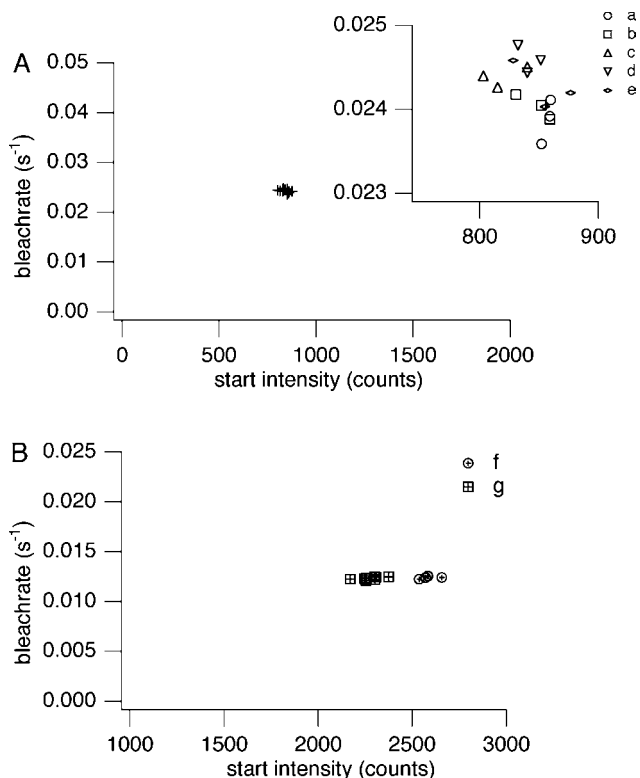 A
bleachrate (s⁻¹)
0.05
0.04
0.03
0.02
0.01
0.00
0 500 1000 1500 2000
start intensity (counts)
0.025
0.024
0.023
800 900
a
b
c
d
e
B
bleachrate (s⁻¹)
0.025
0.020
0.015
0.010
0.005
0.000
1000 1500 2000 2500 3000
start intensity (counts)
f
g